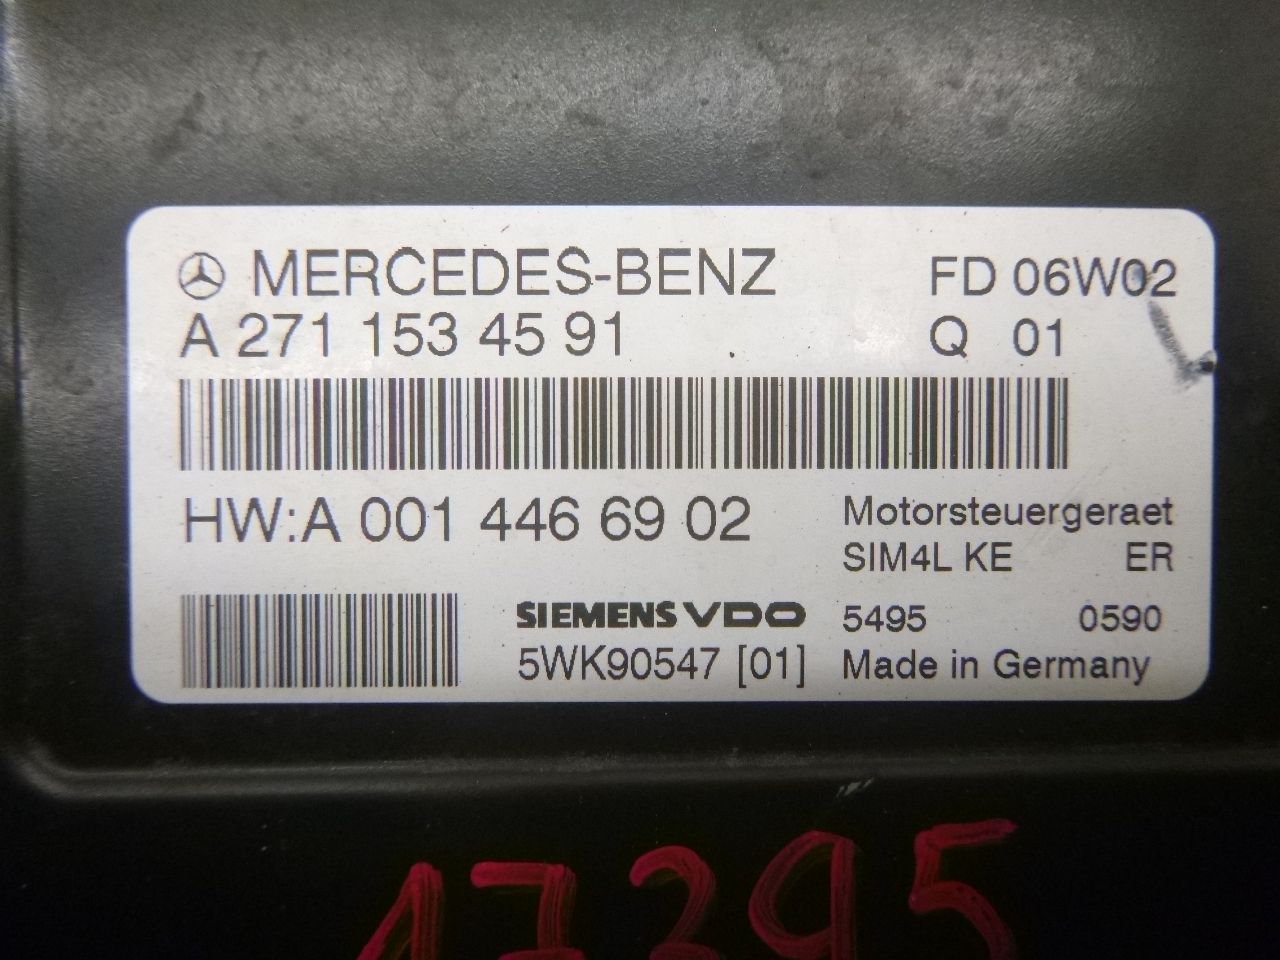 MERCEDES-BENZ FD 06W02
A 271 153 45 91 Q 01
HW:A 001 446 69 02 Motorsteuergeraet
SIM4L KE ER
SIEMENS VDO 5495 0590
5WK90547 [01] Made in Germany
17295